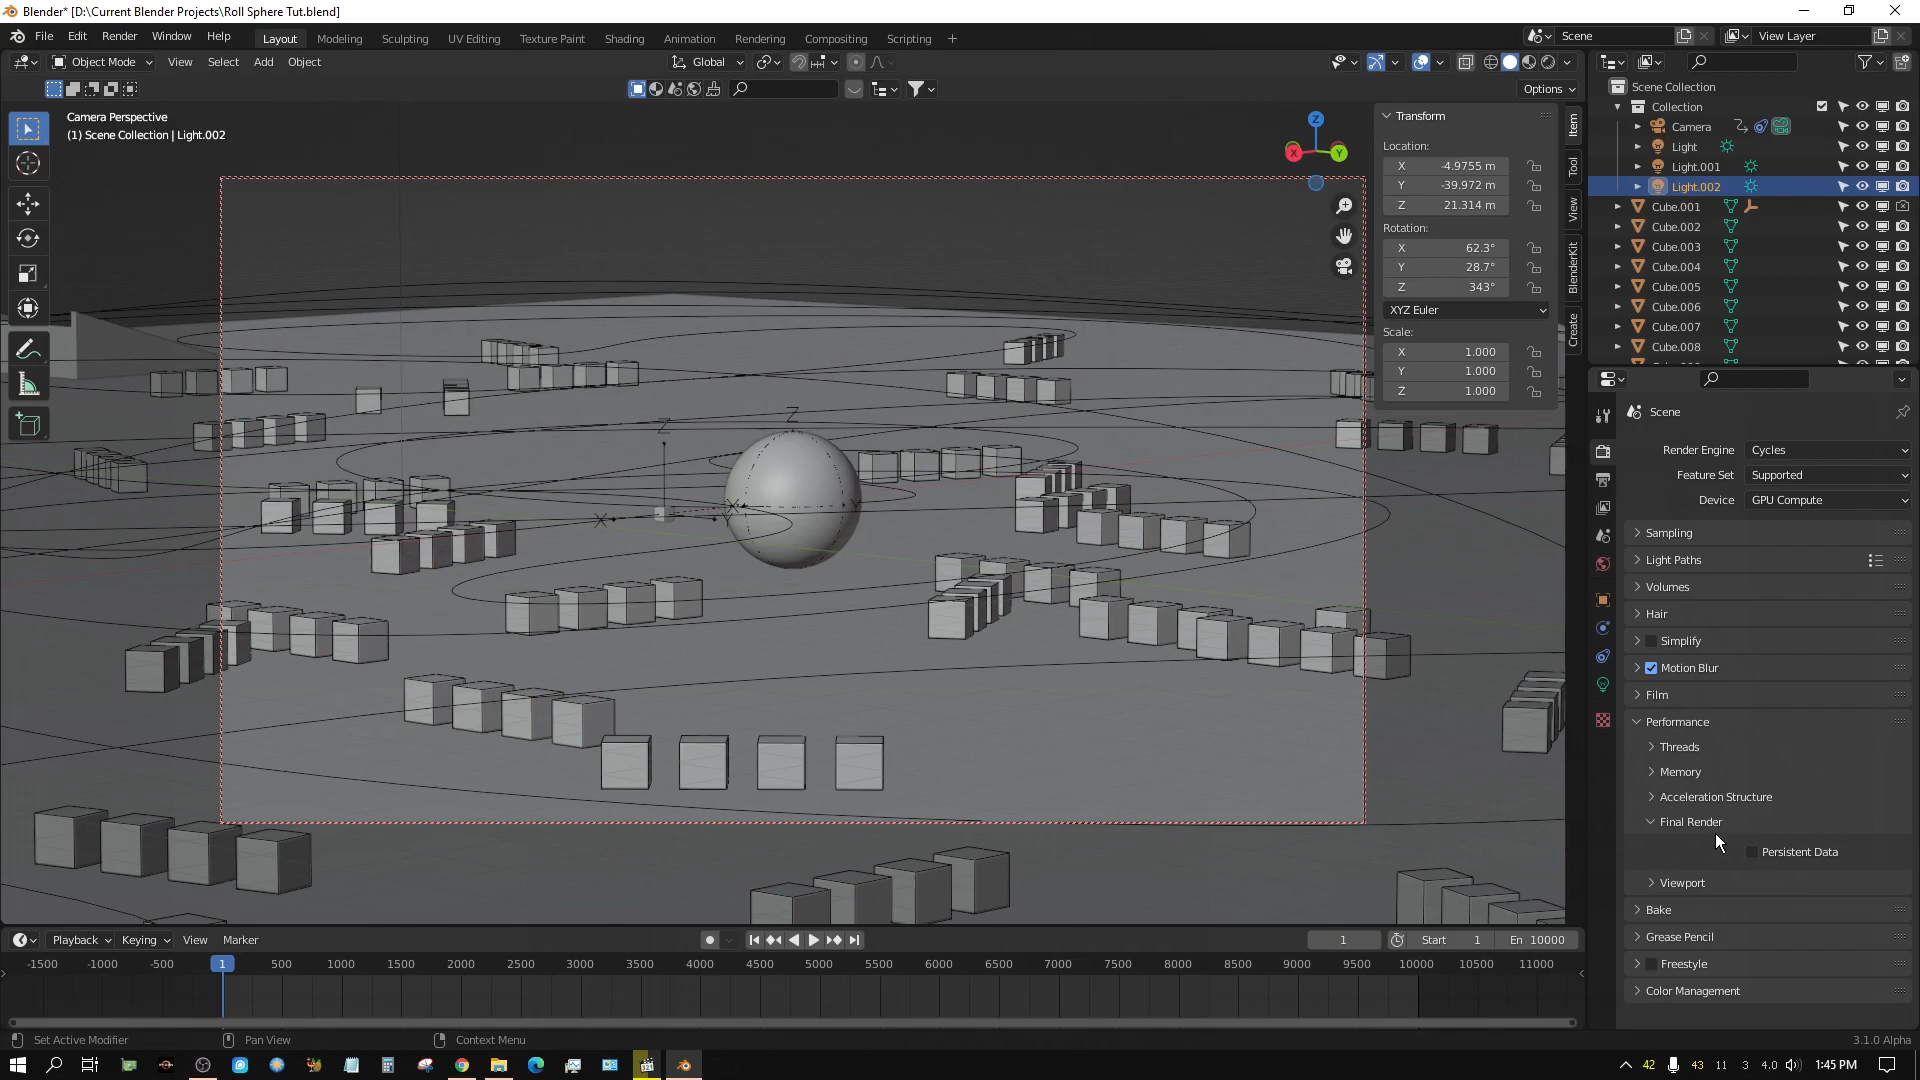 Blender* [D:\Current Blender Projects\Roll Sphere Tut.blend]
File Edit Render Window Help
Layout Modeling Sculpting UV Editing Texture Paint Shading Animation Rendering Compositing Scripting
Scene
View Layer
Object Mode View Select Add Object
Global
Options
Camera Perspective
(1) Scene Collection | Light.002
Z
X
Y
Z
Z
X
X
Transform
Location:
X -4.9755 m
Y -39.972 m
Z 21.314 m
Rotation:
X 62.3°
Y 28.7°
Z 343°
XYZ Euler
Scale:
X 1.000
Y 1.000
Z 1.000
Item
Tool
View
BlenderKit
Create
Scene Collection
Collection
Camera
Light
Light.001
Light.002
Cube.001
Cube.002
Cube.003
Cube.004
Cube.005
Cube.006
Cube.007
Cube.008
Scene
Render Engine Cycles
Feature Set Supported
Device GPU Compute
Sampling
Light Paths
Volumes
Hair
Simplify
Motion Blur
Film
Performance
Threads
Memory
Acceleration Structure
Final Render
Persistent Data
Viewport
Bake
Grease Pencil
Freestyle
Color Management
Playback Keying View Marker
1
Start 1
En 10000
-1500 -1000 -500 1 500 1000 1500 2000 2500 3000 3500 4000 4500 5000 5500 6000 6500 7000 7500 8000 8500 9000 9500 10000 10500 11000
Set Active Modifier
Pan View
Context Menu
3.1.0 Alpha
42 43 11 3 4.0 1:45 PM